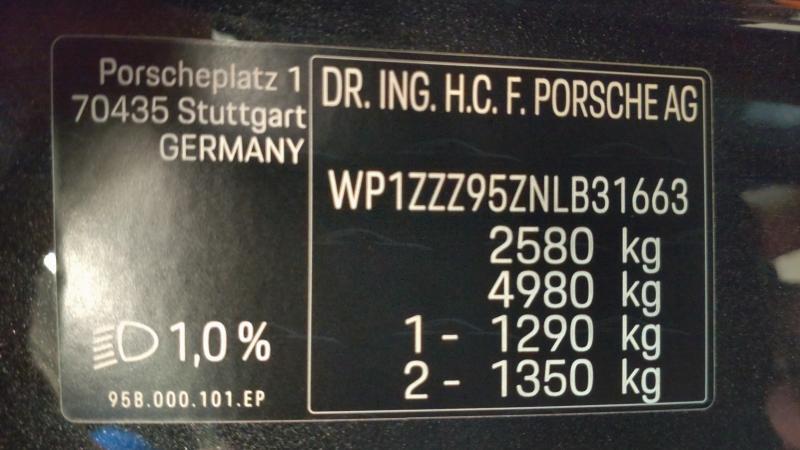 Porscheplatz 1
70435 Stuttgart
GERMANY
1,0%
95B.000.101.EP
DR. ING. H.C. F. PORSCHE AG
WP1ZZZ95ZNLB31663
2580 kg
4980 kg
1 - 1290 kg
2 - 1350 kg